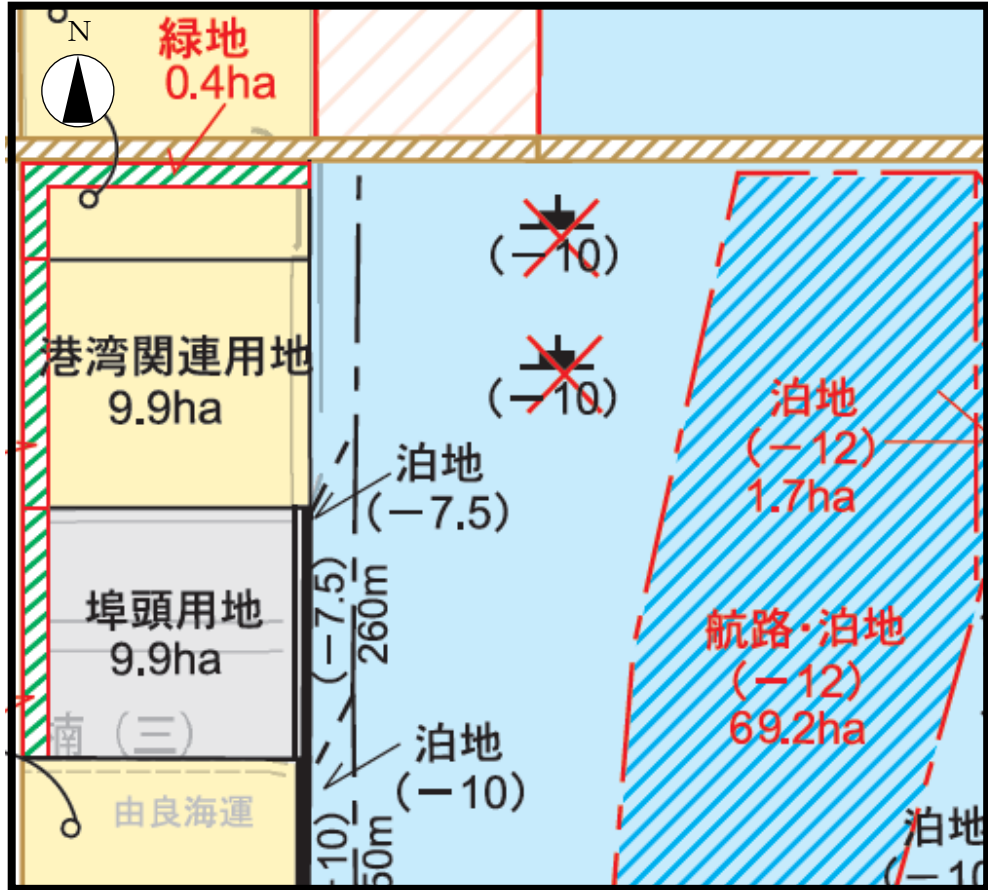 N
緑地
0.4ha
(-10)
(-10)
港湾関連用地
9.9ha
泊地
(-12)
1.7ha
泊地
(-7.5)
(-7.5)
260m
埠頭用地
9.9ha
航路・泊地
(-12)
69.2ha
南(三)
泊地
(-10)
由良海運
泊地